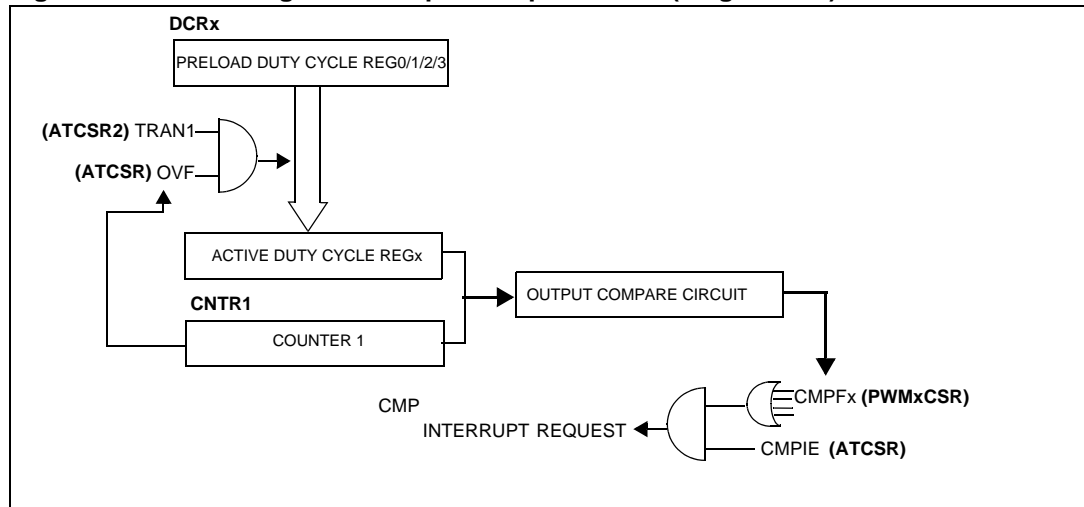 DCRx
PRELOAD DUTY CYCLE REG0/1/2/3
(ATCSR2) TRAN1
(ATCSR) OVF
ACTIVE DUTY CYCLE REGx
CNTR1
OUTPUT COMPARE CIRCUIT
COUNTER 1
CMPFx (PWMxCSR)
CMP
INTERRUPT REQUEST
CMPIE (ATCSR)